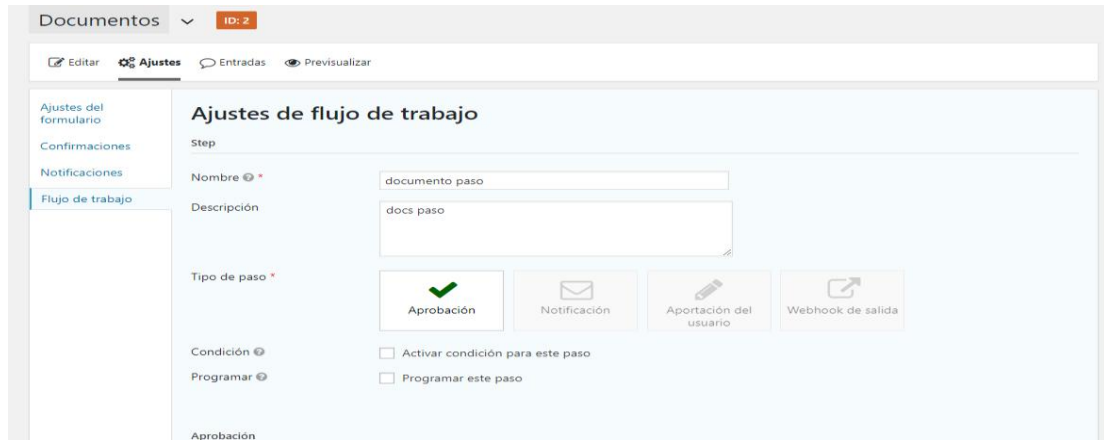 Documentos
ID: 2
Editar Ajustes Entradas Previsualizar
Ajustes del
formulario
Confirmaciones
Notificaciones
Flujo de trabajo
Ajustes de flujo de trabajo
Step
Nombre *
documento paso
Descripción
docs paso
Tipo de paso *
Aprobación
Notificación
Aportación del
usuario
Webhook de salida
Condición
Activar condición para este paso
Programar
Programar este paso
Aprobación